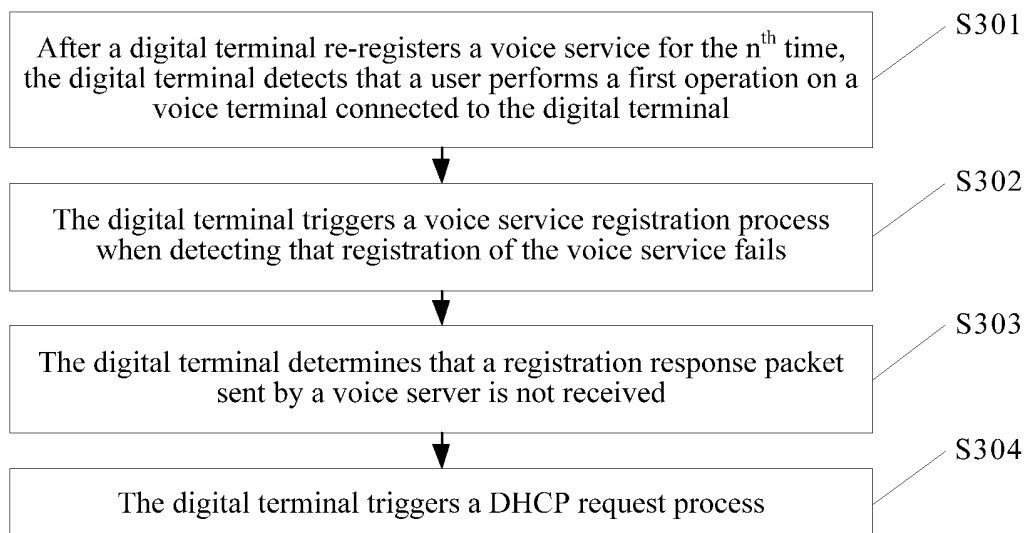 S301
After a digital terminal re-registers a voice service for the nth time,
the digital terminal detects that a user performs a first operation on a
voice terminal connected to the digital terminal
S302
The digital terminal triggers a voice service registration process
when detecting that registration of the voice service fails
S303
The digital terminal determines that a registration response packet
sent by a voice server is not received
S304
The digital terminal triggers a DHCP request process